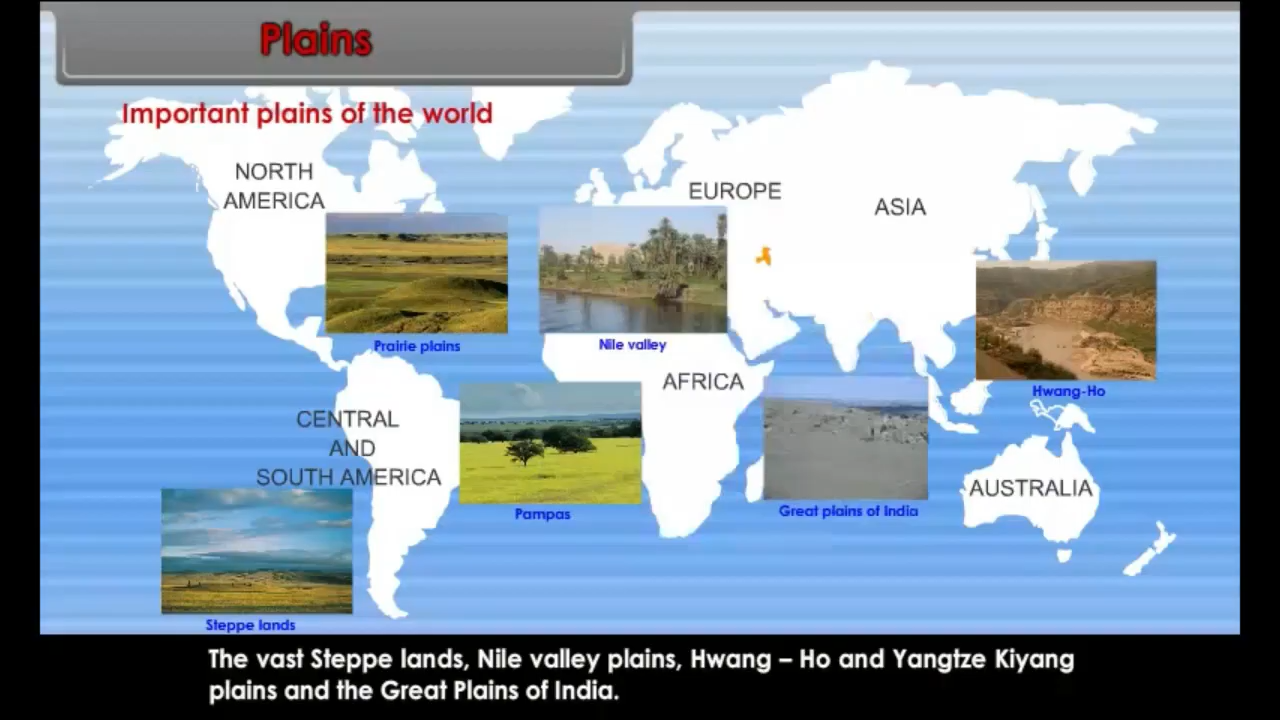 Plains
Important plains of the world
NORTH
AMERICA
EUROPE
ASIA
Prairie plains
Nile valley
AFRICA
Hwang-Ho
CENTRAL
AND
SOUTH AMERICA
AUSTRALIA
Pampas
Great plains of India
Steppe lands
The vast Steppe lands, Nile valley plains, Hwang – Ho and Yangtze Kiyang
plains and the Great Plains of India.